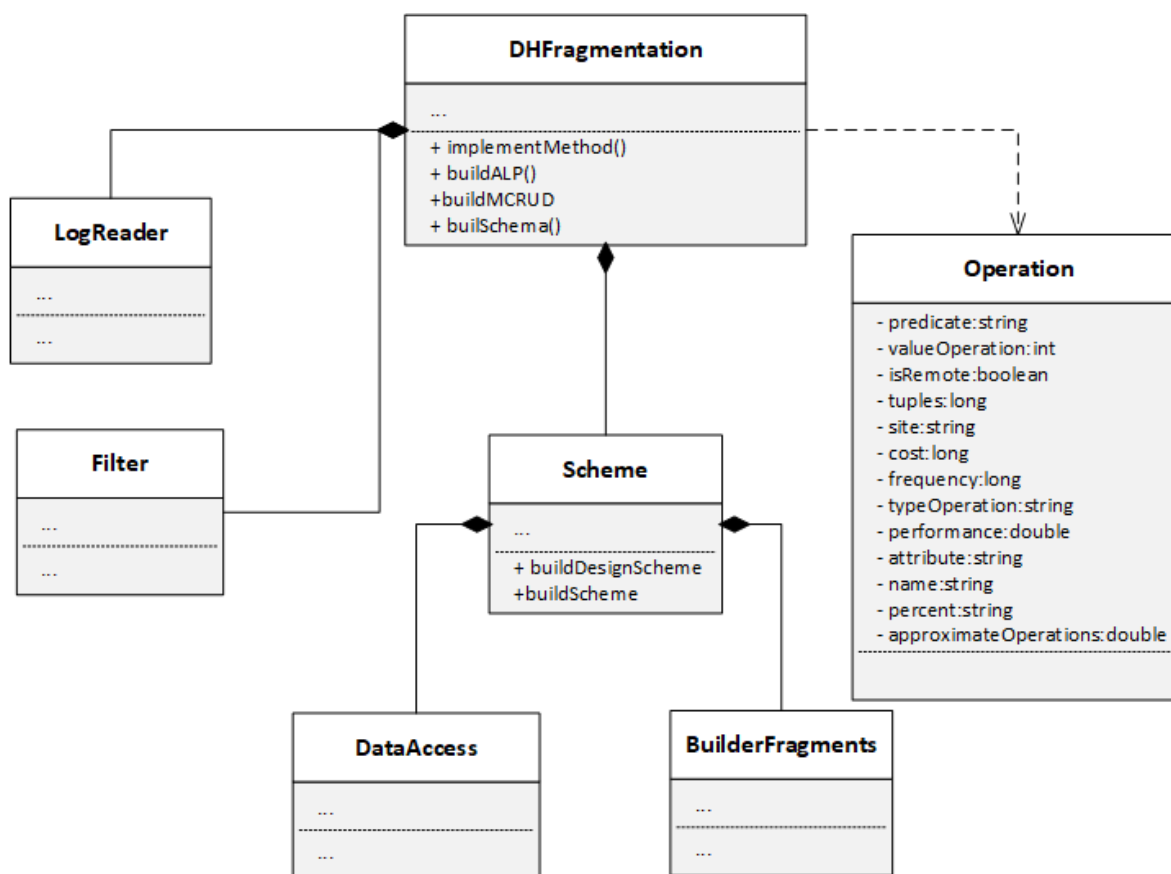 DHFragmentation
...
+ implementMethod()
+ buildALP()
+buildMCRUD
+ builSchema()
LogReader
...
...
Operation
- predicate:string
- valueOperation:int
- isRemote:boolean
- tuples:long
- site:string
- cost:long
- frequency:long
- typeOperation:string
- performance:double
- attribute:string
- name:string
- percent:string
- approximateOperations:double
Filter
...
...
Scheme
...
+ buildDesignScheme
+buildScheme
DataAccess
...
...
BuilderFragments
...
...